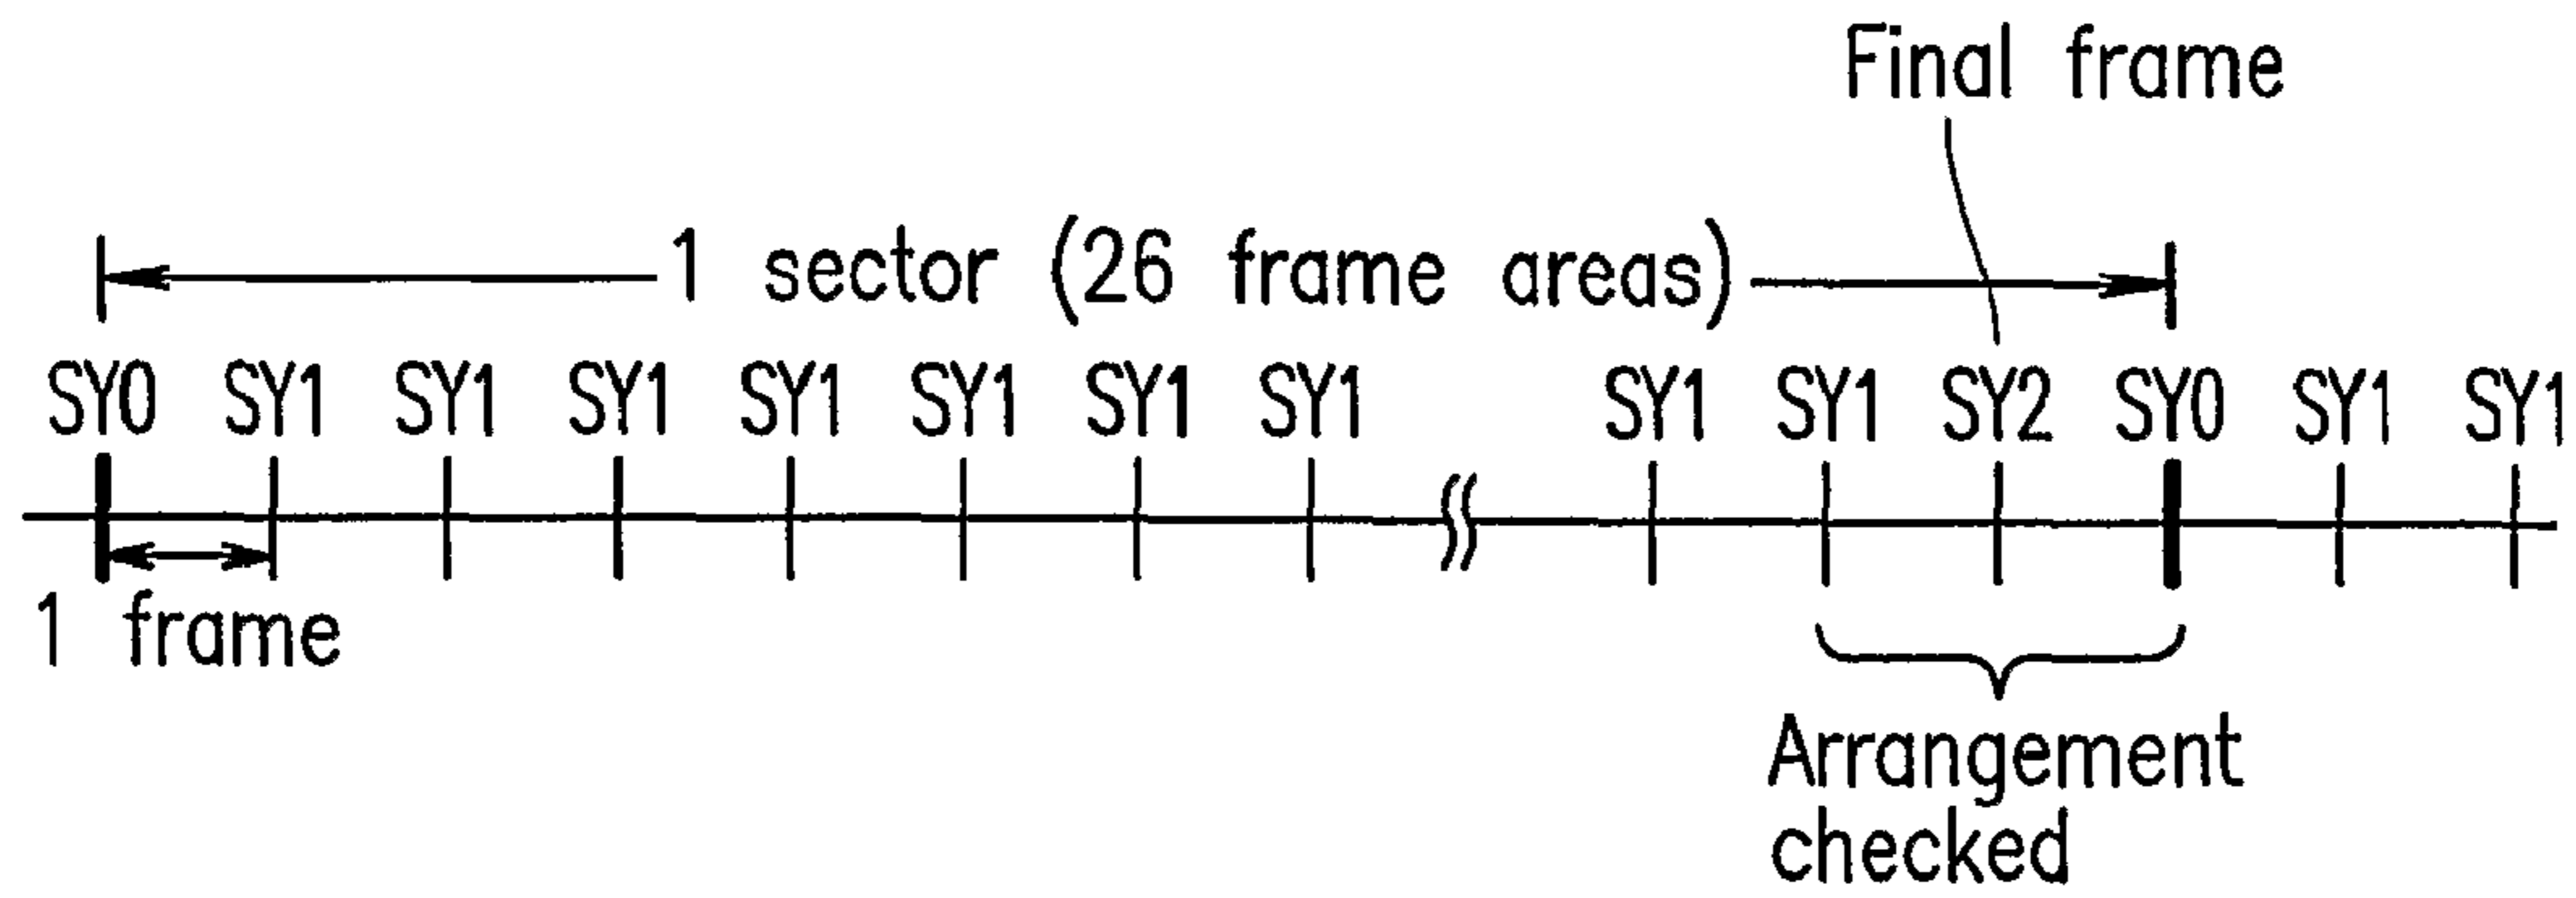 Final frame
1 sector (26 frame areas)
SY0 SY1 SY1 SY1 SY1 SY1 SY1 SY1 SY1 SY1 SY2 SY0 SY1 SY1
1 frame
Arrangement
checked